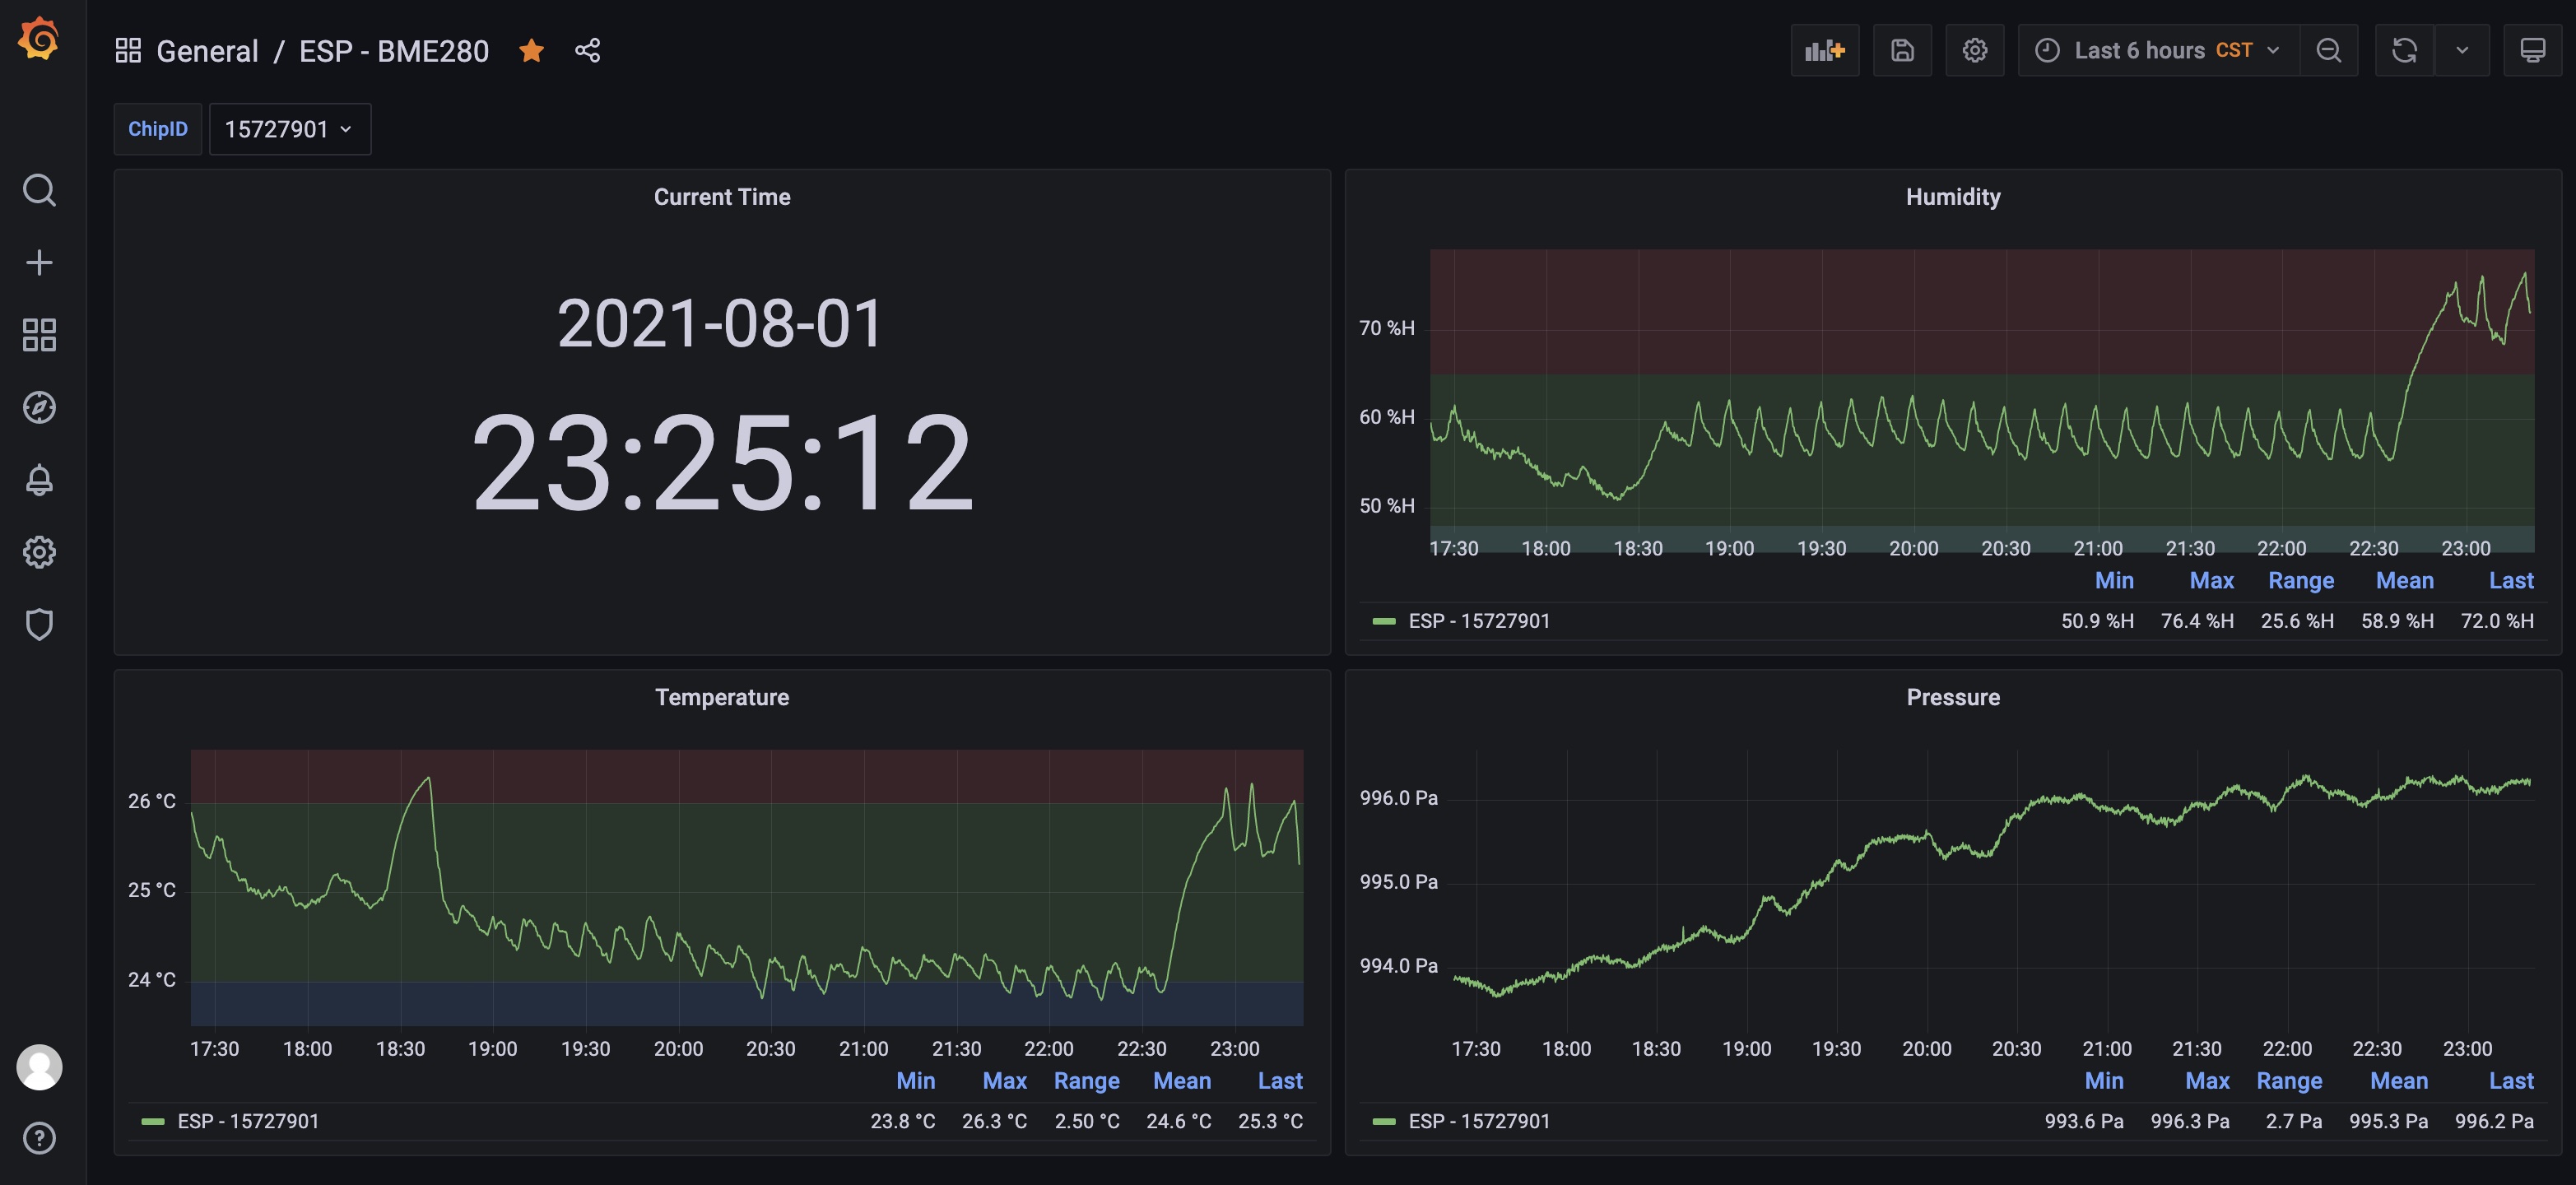 General / ESP - BME280
Last 6 hours CST
ChipID 15727901
Current Time
2021-08-01
23:25:12
Humidity
70 %H
60 %H
50 %H
17:30 18:00 18:30 19:00 19:30 20:00 20:30 21:00 21:30 22:00 22:30 23:00
Min Max Range Mean Last
ESP - 15727901 50.9 %H 76.4 %H 25.6 %H 58.9 %H 72.0 %H
Temperature
26 °C
25 °C
24 °C
17:30 18:00 18:30 19:00 19:30 20:00 20:30 21:00 21:30 22:00 22:30 23:00
Min Max Range Mean Last
ESP - 15727901 23.8 °C 26.3 °C 2.50 °C 24.6 °C 25.3 °C
Pressure
996.0 Pa
995.0 Pa
994.0 Pa
17:30 18:00 18:30 19:00 19:30 20:00 20:30 21:00 21:30 22:00 22:30 23:00
Min Max Range Mean Last
ESP - 15727901 993.6 Pa 996.3 Pa 2.7 Pa 995.3 Pa 996.2 Pa